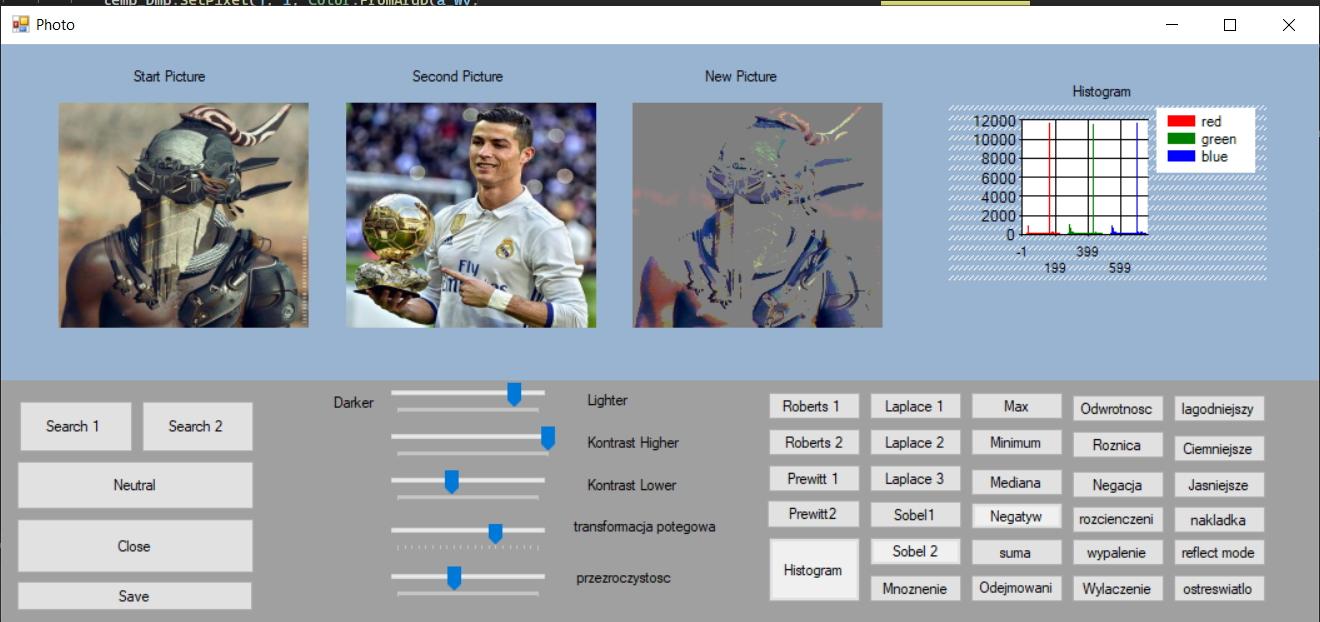 temp_bmp.SetPixel(j, i, Color.FromArgb(a_wy,
Photo
Start Picture
Second Picture
New Picture
Histogram
12000
10000
8000
6000
4000
2000
0
-1
199
399
599
red
green
blue
Fly
Search 1
Search 2
Neutral
Close
Save
Darker
Lighter
Kontrast Higher
Kontrast Lower
transformacja potegowa
przezroczystosc
Roberts 1
Laplace 1
Max
Odwrotnosc
lagodniejszy
Roberts 2
Laplace 2
Minimum
Roznica
Ciemniejsze
Prewitt 1
Laplace 3
Mediana
Negacja
Jasniejsze
Prewitt2
Sobel1
Negatyw
rozcienczeni
nakladka
Histogram
Sobel 2
suma
wypalenie
reflect mode
Mnoznenie
Odejmowani
Wylaczenie
ostreswiatlo